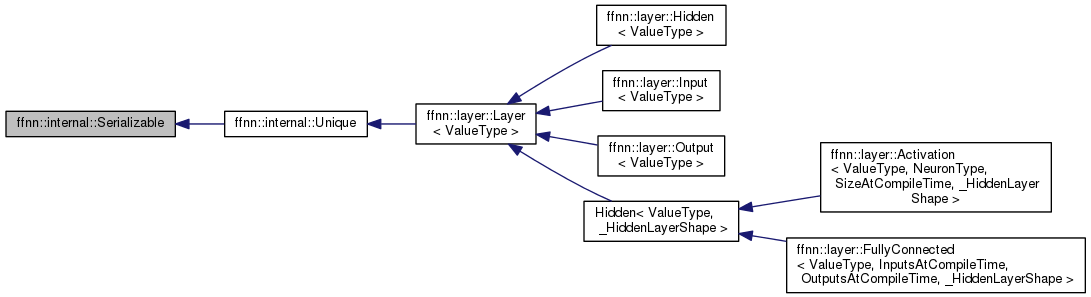 ffnn::internal::Serializable
ffnn::internal::Unique
ffnn::layer::Layer
< ValueType >
ffnn::layer::Hidden
< ValueType >
ffnn::layer::Input
< ValueType >
ffnn::layer::Output
< ValueType >
Hidden< ValueType,
_HiddenLayerShape >
ffnn::layer::Activation
< ValueType, NeuronType,
SizeAtCompileTime, _HiddenLayer
Shape >
ffnn::layer::FullyConnected
< ValueType, InputsAtCompileTime,
OutputsAtCompileTime, _HiddenLayerShape >